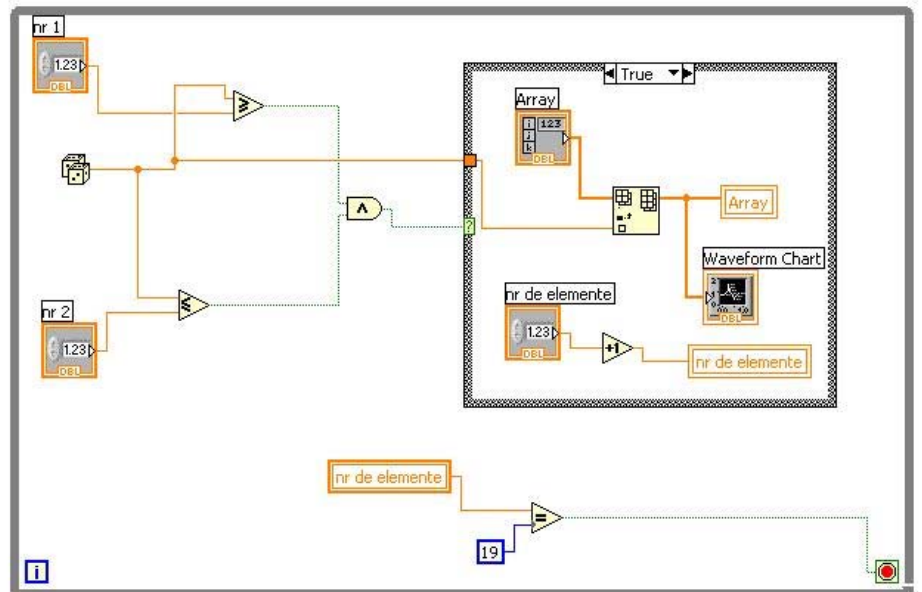 nr 1
1.23
DBL
True
Array
i
j
k
123
DBL
≥
?
∧
Array
Waveform Chart
DBL
nr 2
1.23
DBL
≤
nr de elemente
1.23
DBL
+1
nr de elemente
nr de elemente
=
19
i